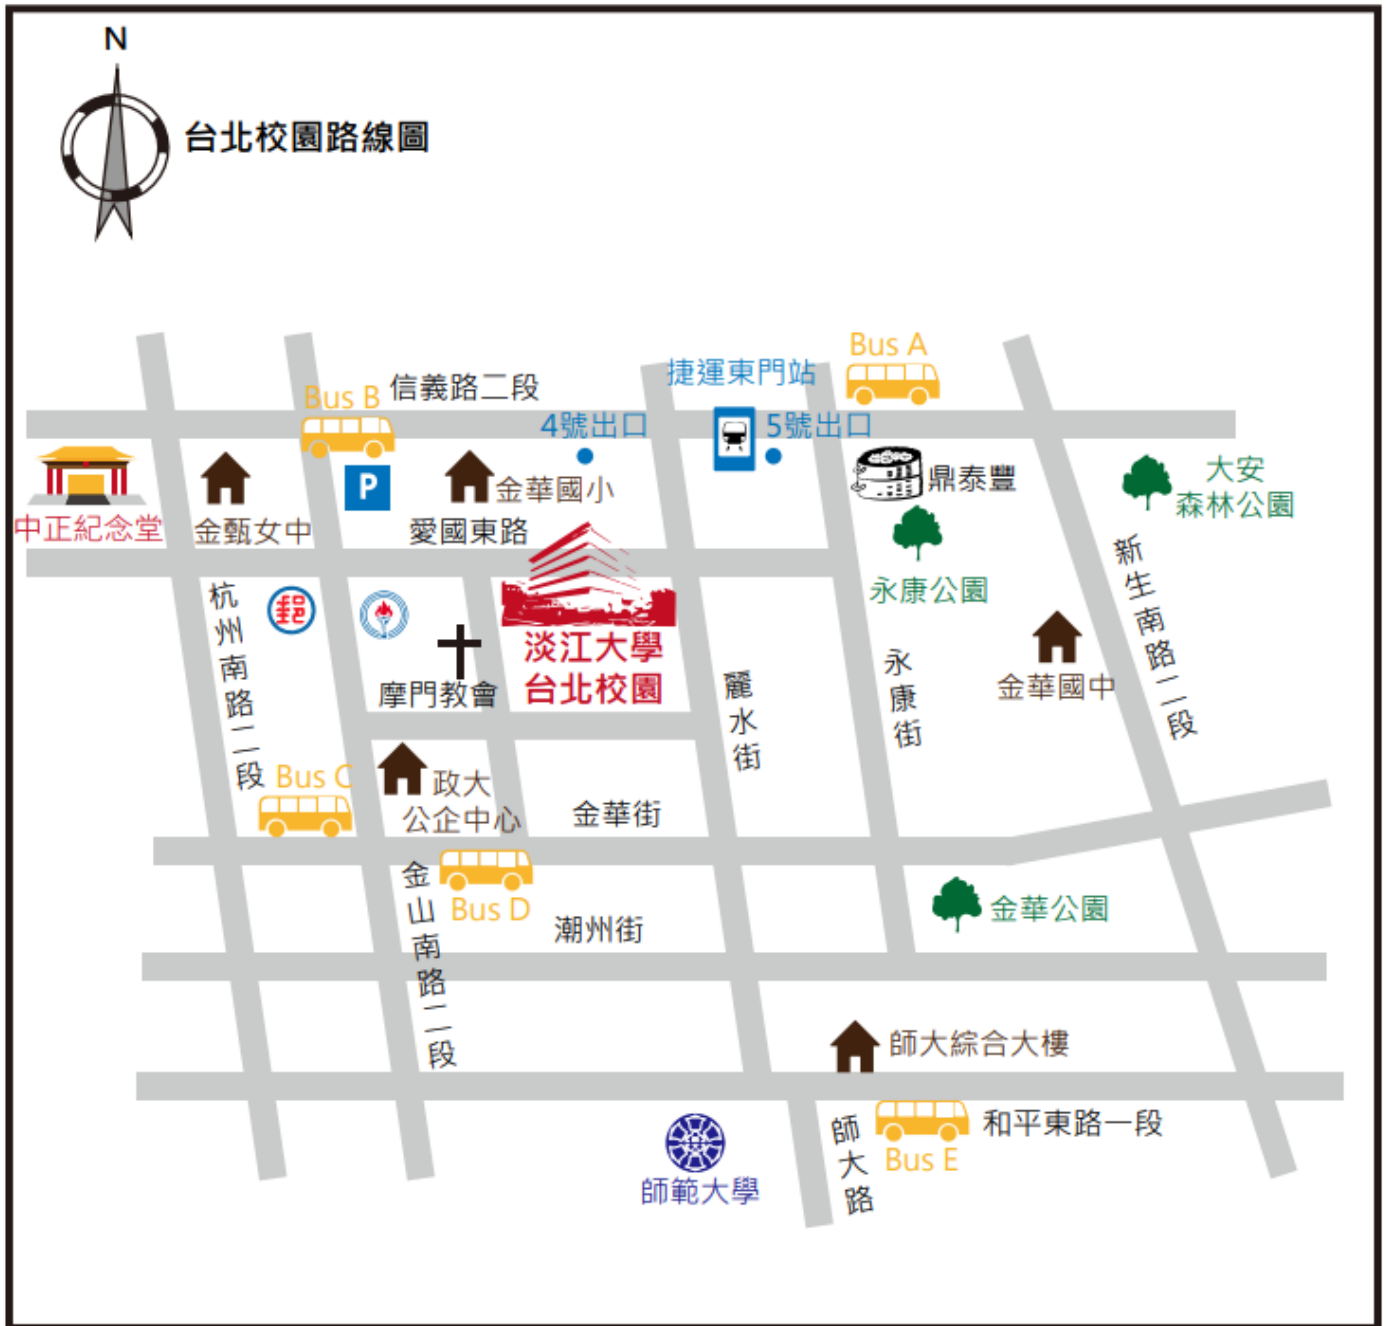 N
台北校園路線圖
Bus A
捷運東門站
Bus B
信義路二段
4號出口
5號出口
P
金華國小
鼎泰豐
大安
森林公園
中正紀念堂
金甌女中
愛國東路
永康公園
新生南路二段
杭州南路二段
郵
淡江大學
台北校園
摩門教會
麗水街
永康街
金華國中
Bus C
政大
公企中心
金華街
金山南路二段
Bus D
潮州街
金華公園
師大綜合大樓
和平東路一段
師大路
Bus E
師範大學